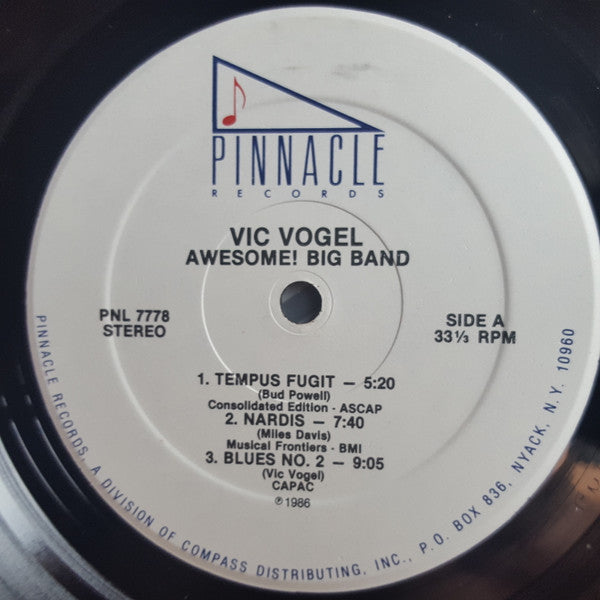 PINNACLE
RECORDS
VIC VOGEL
AWESOME! BIG BAND
PNL 7778
STEREO
SIDE A
33⅓ RPM
1. TEMPUS FUGIT — 5:20
(Bud Powell)
Consolidated Edition - ASCAP
2. NARDIS — 7:40
(Miles Davis)
Musical Frontiers - BMI
3. BLUES NO. 2 — 9:05
(Vic Vogel)
CAPAC
℗ 1986
PINNACLE RECORDS, A DIVISION OF COMPASS DISTRIBUTING, INC., P.O. BOX 836, NYACK, N.Y. 10960